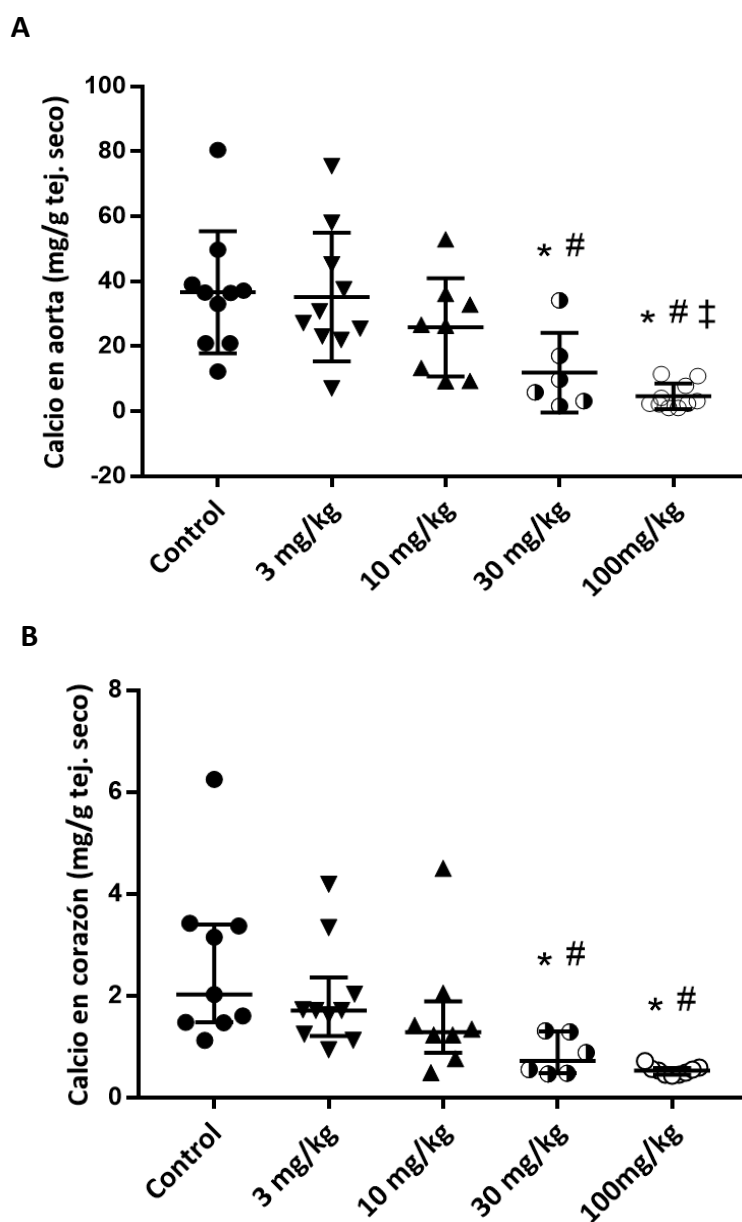 A
Calcio en aorta (mg/g tej. seco)
100
80
60
40
20
0
-20
* #
* # ‡
Control
3 mg/kg
10 mg/kg
30 mg/kg
100mg/kg
B
Calcio en corazón (mg/g tej. seco)
8
6
4
2
0
* #
* #
Control
3 mg/kg
10 mg/kg
30 mg/kg
100mg/kg